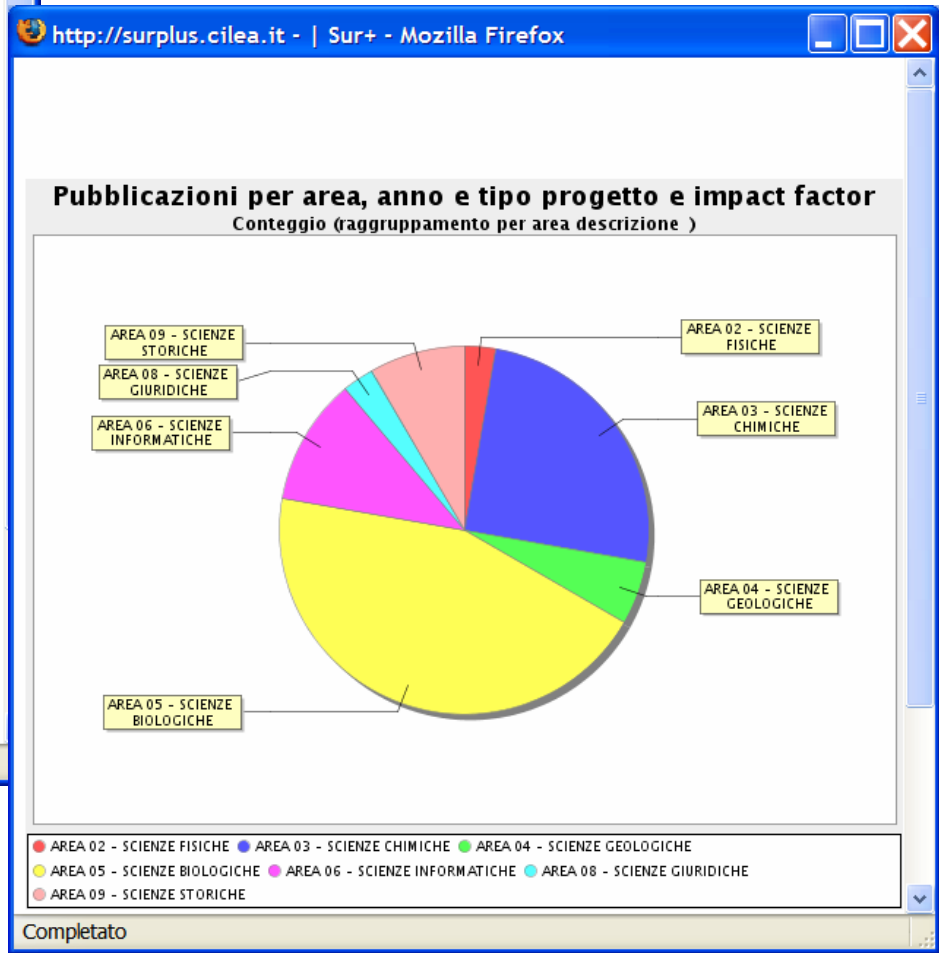 http://surplus.cilea.it - | Sur+ - Mozilla Firefox
Pubblicazioni per area, anno e tipo progetto e impact factor
Conteggio (raggruppamento per area descrizione )
AREA 09 - SCIENZE
STORICHE
AREA 02 - SCIENZE
FISICHE
AREA 08 - SCIENZE
GIURIDICHE
AREA 03 - SCIENZE
CHIMICHE
AREA 06 - SCIENZE
INFORMATICHE
AREA 04 - SCIENZE
GEOLOGICHE
AREA 05 - SCIENZE
BIOLOGICHE
AREA 02 - SCIENZE FISICHE AREA 03 - SCIENZE CHIMICHE AREA 04 - SCIENZE GEOLOGICHE
AREA 05 - SCIENZE BIOLOGICHE AREA 06 - SCIENZE INFORMATICHE AREA 08 - SCIENZE GIURIDICHE
AREA 09 - SCIENZE STORICHE
Completato